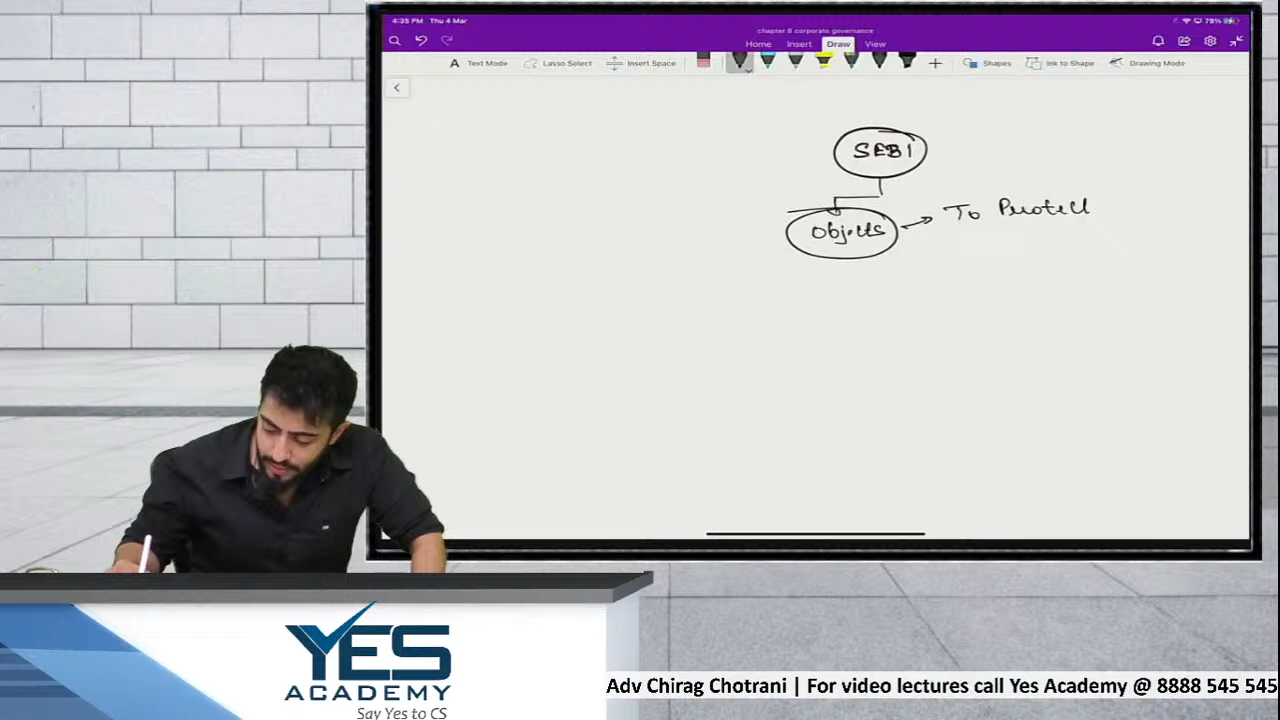 4:35 PM Thu 4 Mar
79%
chapter 8 corporate governance
Home Insert Draw View
Text Mode Lasso Select Insert Space Shapes Ink to Shape Drawing Mode
SEBI
Objects → To Protect
YES
ACADEMY
Say Yes to CS
Adv Chirag Chotrani | For video lectures call Yes Academy @ 8888 545 545